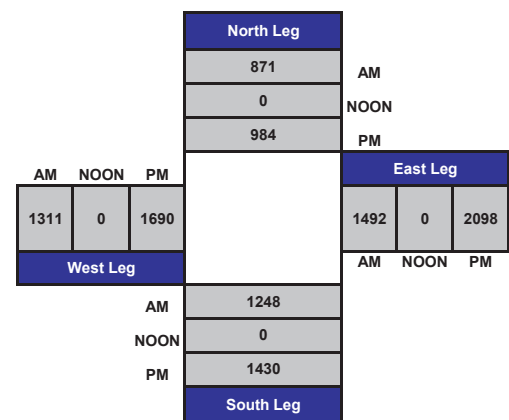 North Leg
871 AM
0 NOON
984 PM
AM NOON PM
East Leg
1311 0 1690
1492 0 2098
West Leg
AM NOON PM
AM 1248
NOON 0
PM 1430
South Leg